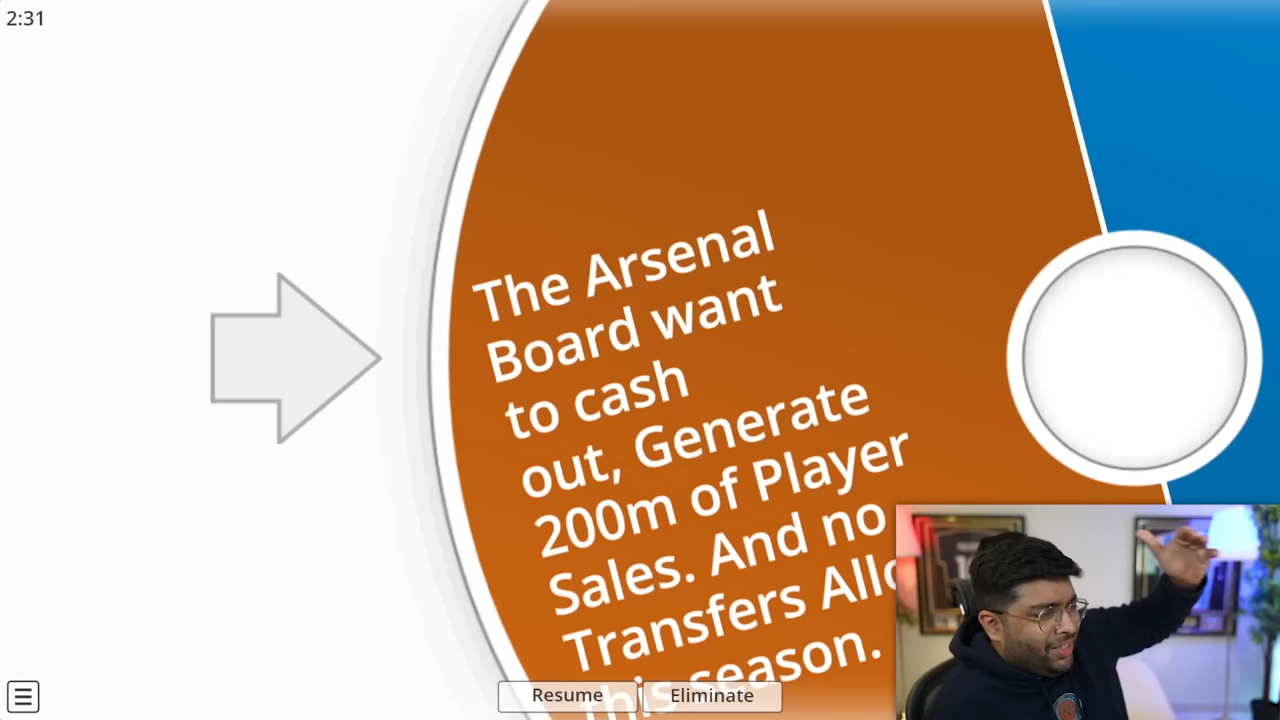 2:31
The Arsenal
Board want
to cash
out, Generate
200m of Player
Sales. And no
Transfers
this season.
Resume
Eliminate